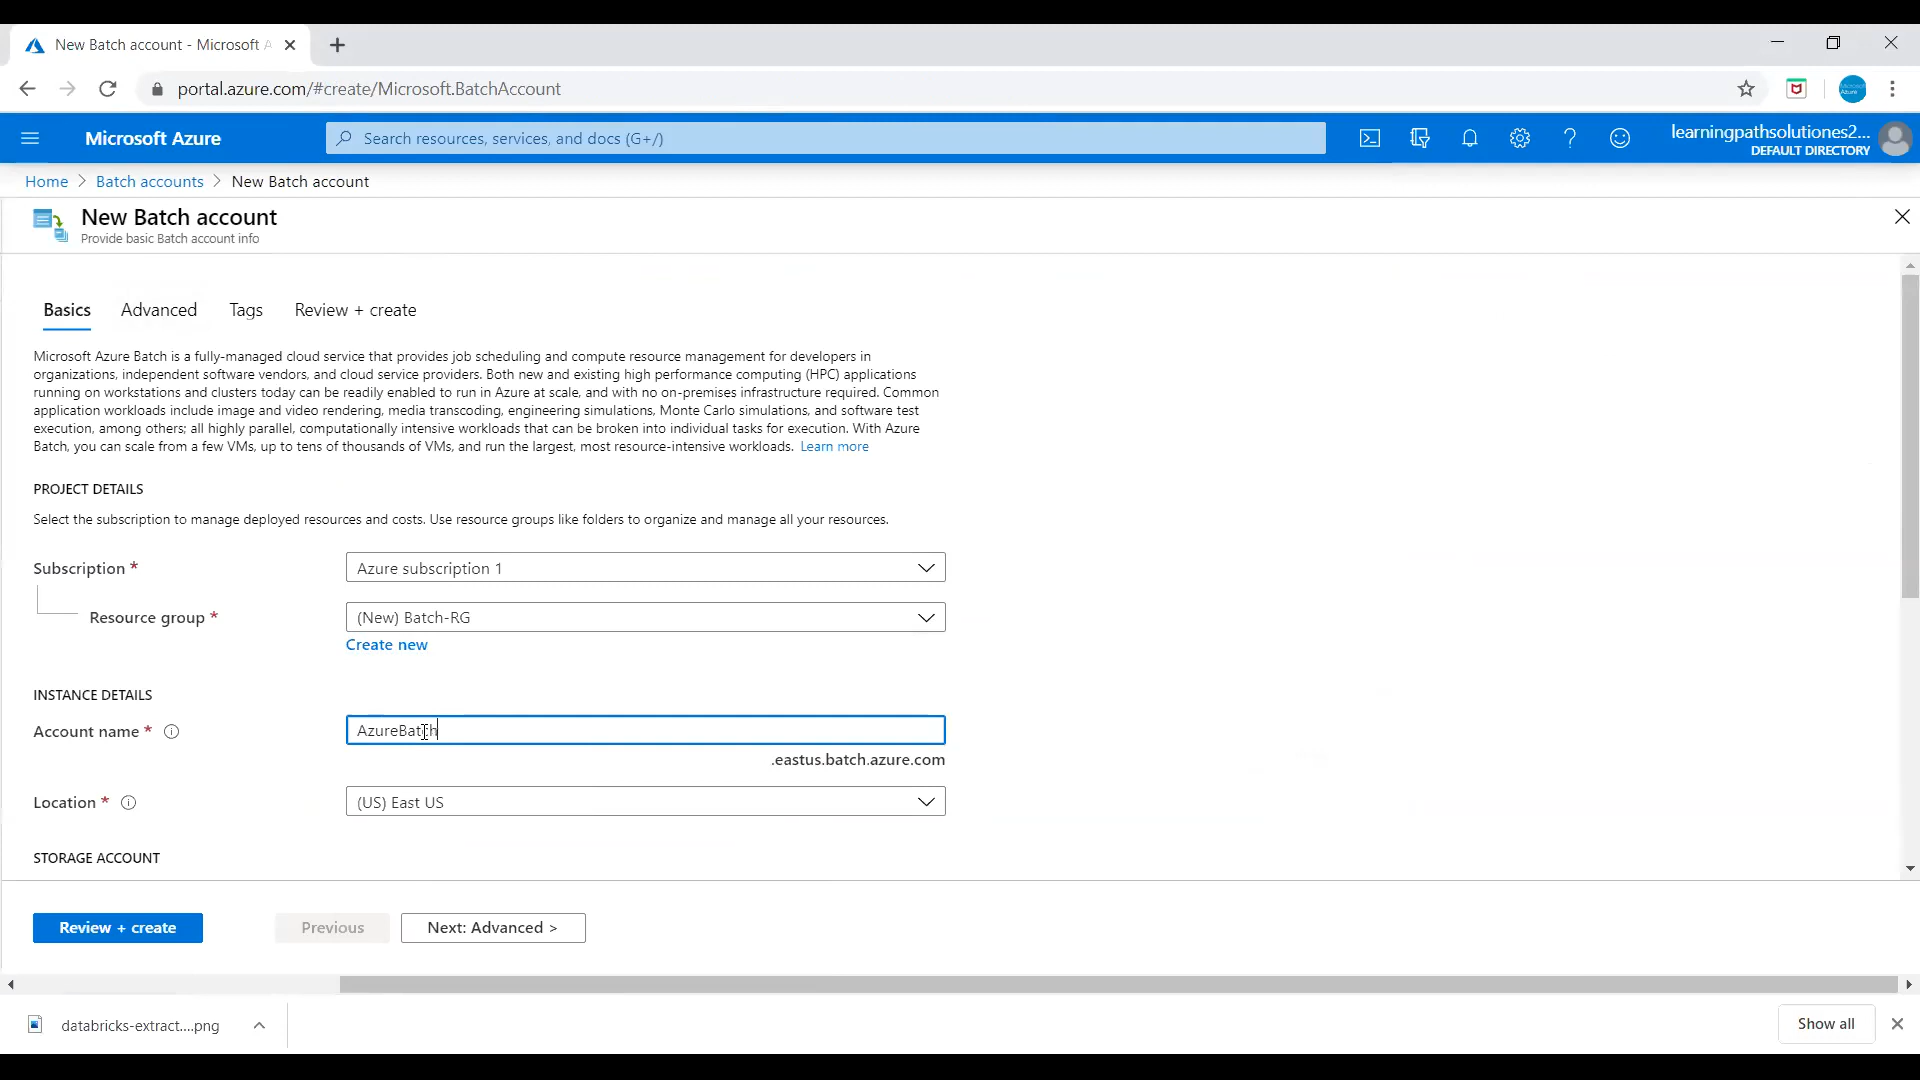 New Batch account - Microsoft A
portal.azure.com/#create/Microsoft.BatchAccount
Microsoft Azure
Search resources, services, and docs (G+/)
learningpathsolutiones2...
DEFAULT DIRECTORY
Home > Batch accounts > New Batch account
New Batch account
Provide basic Batch account info
Basics Advanced Tags Review + create
Microsoft Azure Batch is a fully-managed cloud service that provides job scheduling and compute resource management for developers in
organizations, independent software vendors, and cloud service providers. Both new and existing high performance computing (HPC) applications
running on workstations and clusters today can be readily enabled to run in Azure at scale, and with no on-premises infrastructure required. Common
application workloads include image and video rendering, media transcoding, engineering simulations, Monte Carlo simulations, and software test
execution, among others; all highly parallel, computationally intensive workloads that can be broken into individual tasks for execution. With Azure
Batch, you can scale from a few VMs, up to tens of thousands of VMs, and run the largest, most resource-intensive workloads. Learn more
PROJECT DETAILS
Select the subscription to manage deployed resources and costs. Use resource groups like folders to organize and manage all your resources.
Subscription * Azure subscription 1
Resource group * (New) Batch-RG
Create new
INSTANCE DETAILS
Account name * AzureBatch
.eastus.batch.azure.com
Location * (US) East US
STORAGE ACCOUNT
Review + create Previous Next: Advanced >
databricks-extract....png Show all